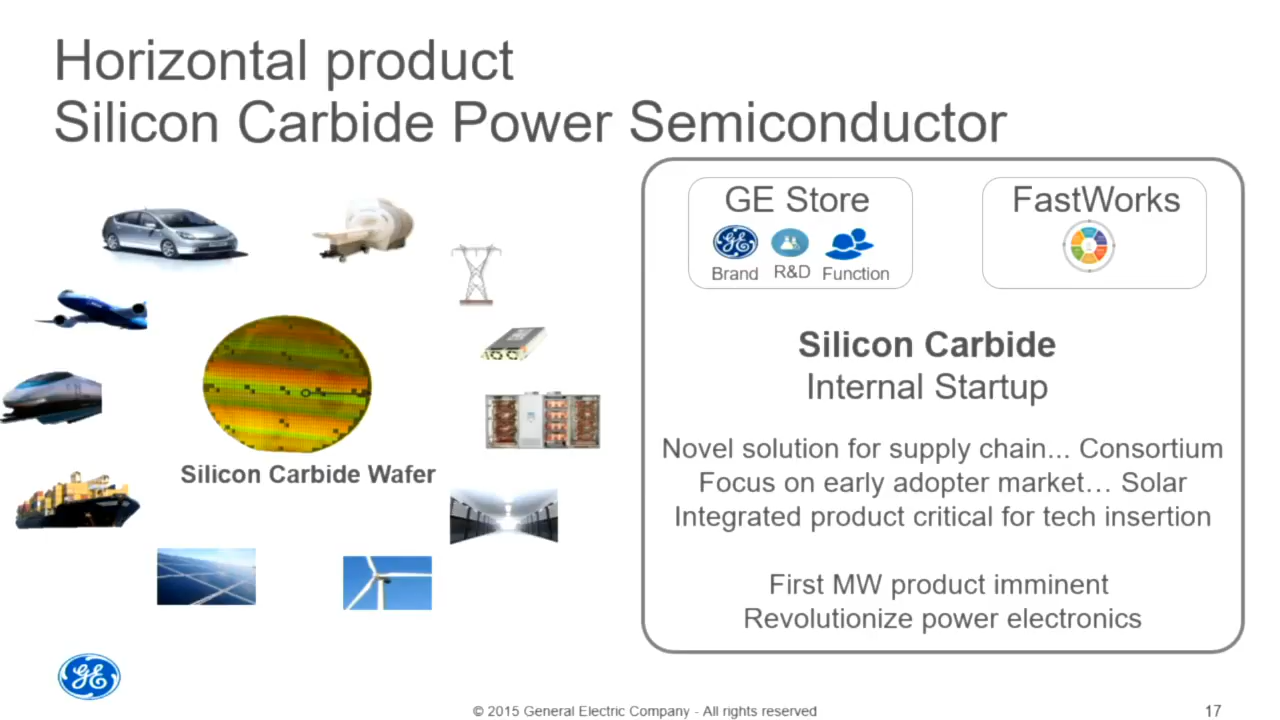 Horizontal product
Silicon Carbide Power Semiconductor
Silicon Carbide Wafer
GE Store
Brand R&D Function
FastWorks
Silicon Carbide
Internal Startup
Novel solution for supply chain... Consortium
Focus on early adopter market… Solar
Integrated product critical for tech insertion
First MW product imminent
Revolutionize power electronics
© 2015 General Electric Company - All rights reserved
17